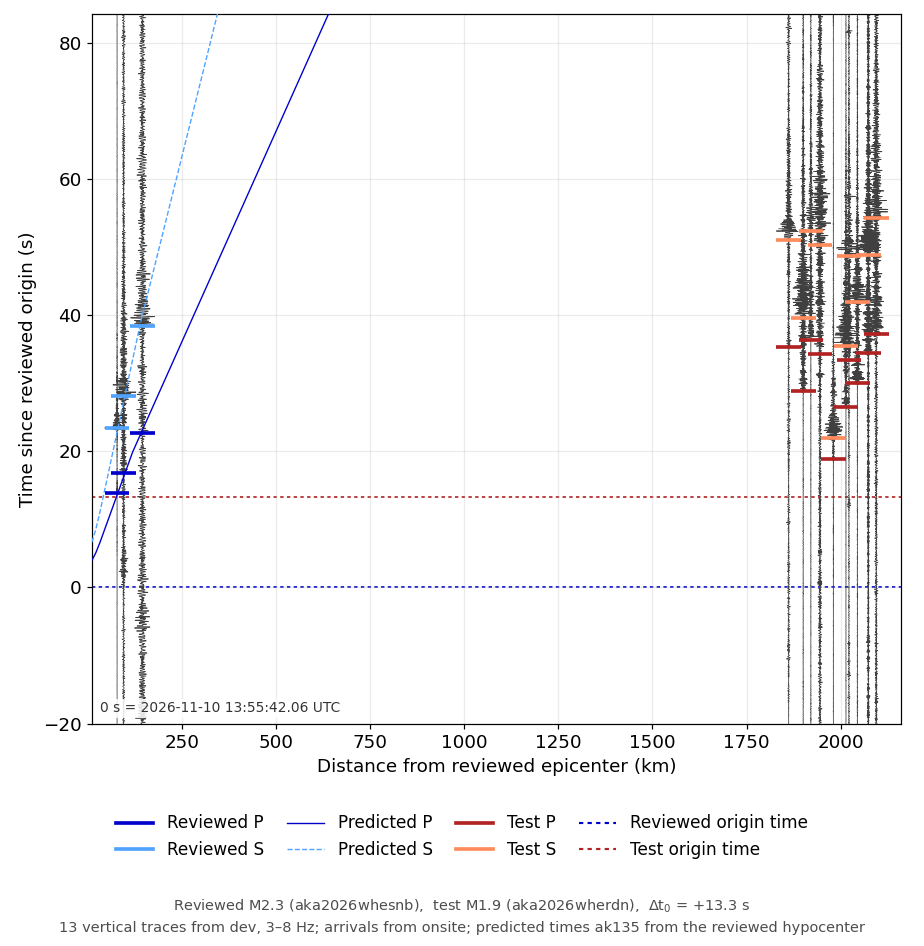 80
60
40
20
0
−20
Time since reviewed origin (s)
0 s = 2026-11-10 13:55:42.06 UTC
250 500 750 1000 1250 1500 1750 2000
Distance from reviewed epicenter (km)
Reviewed P Predicted P Test P Reviewed origin time
Reviewed S Predicted S Test S Test origin time
Reviewed M2.3 (aka2026whesnb), test M1.9 (aka2026wherdn), Δt₀ = +13.3 s
13 vertical traces from dev, 3–8 Hz; arrivals from onsite; predicted times ak135 from the reviewed hypocenter